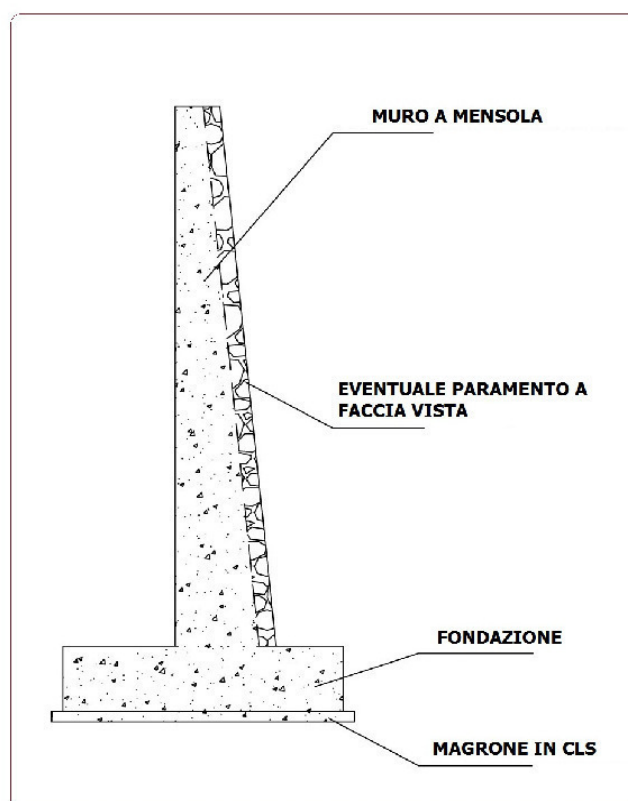 MURO A MENSOLA
EVENTUALE PARAMENTO A
FACCIA VISTA
FONDAZIONE
MAGRONE IN CLS